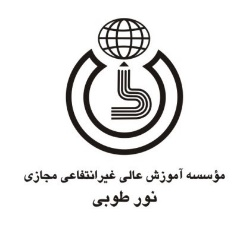 مؤسسه آموزش عالی غیرانتفاعی مجازی
نور طوبی